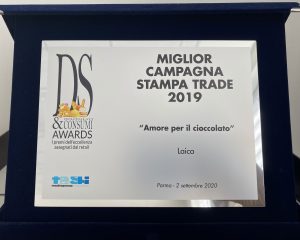 DS
& CONSUMI
AWARDS
I premi dell'eccellenza
assegnati dal retail
MIGLIOR
CAMPAGNA
STAMPA TRADE
2019
"Amore per il cioccolato"
Laica
Parma - 2 settembre 2020